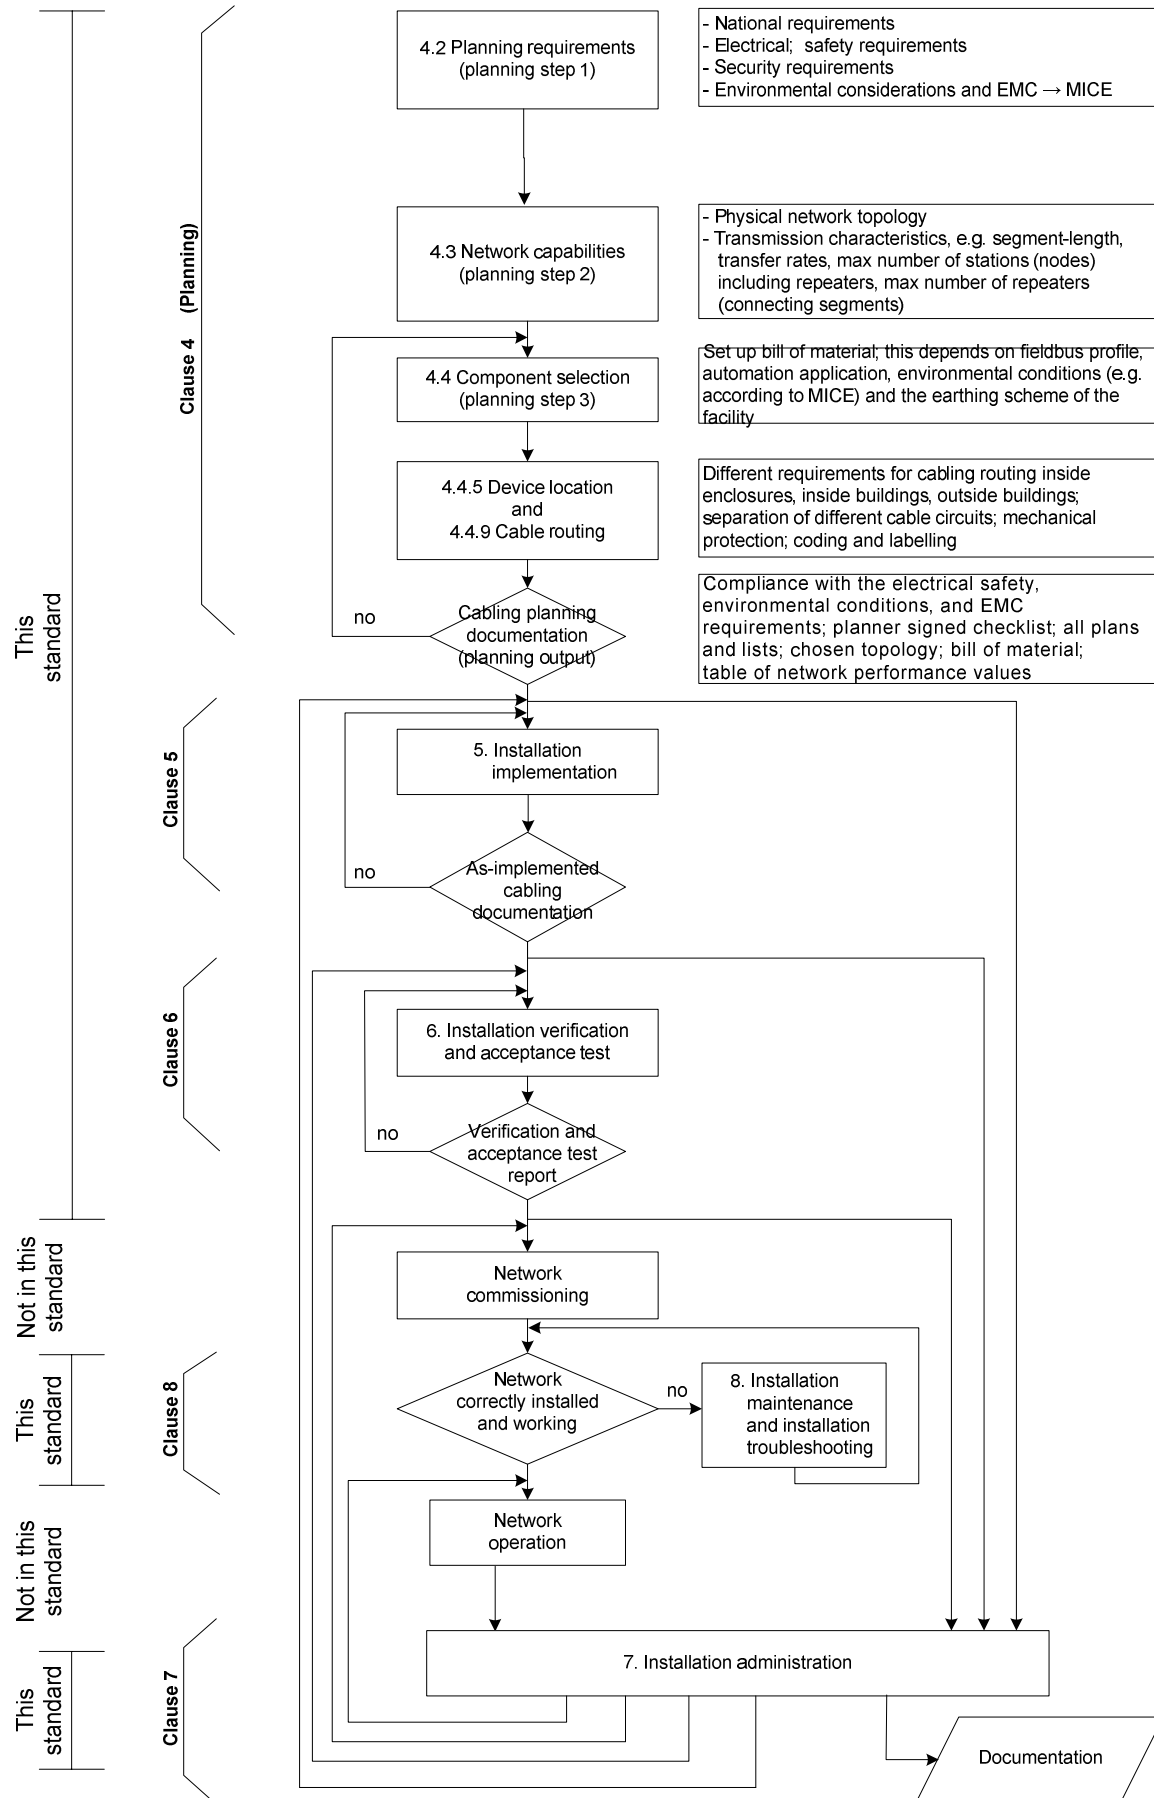 4.2 Planning requirements
(planning step 1)
- National requirements
- Electrical; safety requirements
- Security requirements
- Environmental considerations and EMC → MICE
4.3 Network capabilities
(planning step 2)
- Physical network topology
- Transmission characteristics, e.g. segment-length,
transfer rates, max number of stations (nodes)
including repeaters, max number of repeaters
(connecting segments)
Clause 4 (Planning)
4.4 Component selection
(planning step 3)
Set up bill of material; this depends on fieldbus profile,
automation application, environmental conditions (e.g.
according to MICE) and the earthing scheme of the
facility
4.4.5 Device location
and
4.4.9 Cable routing
Different requirements for cabling routing inside
enclosures, inside buildings, outside buildings;
separation of different cable circuits; mechanical
protection; coding and labelling
This
standard
no
Cabling planning
documentation
(planning output)
Compliance with the electrical safety,
environmental conditions, and EMC
requirements; planner signed checklist; all plans
and lists; chosen topology; bill of material;
table of network performance values
Clause 5
5. Installation
implementation
no
As-implemented
cabling
documentation
Clause 6
6. Installation verification
and acceptance test
no
Verification and
acceptance test
report
Not in this
standard
Network
commissioning
This
standard
Clause 8
Network
correctly installed
and working
no
8. Installation
maintenance
and installation
troubleshooting
Not in this
standard
Network
operation
This
standard
Clause 7
7. Installation administration
Documentation